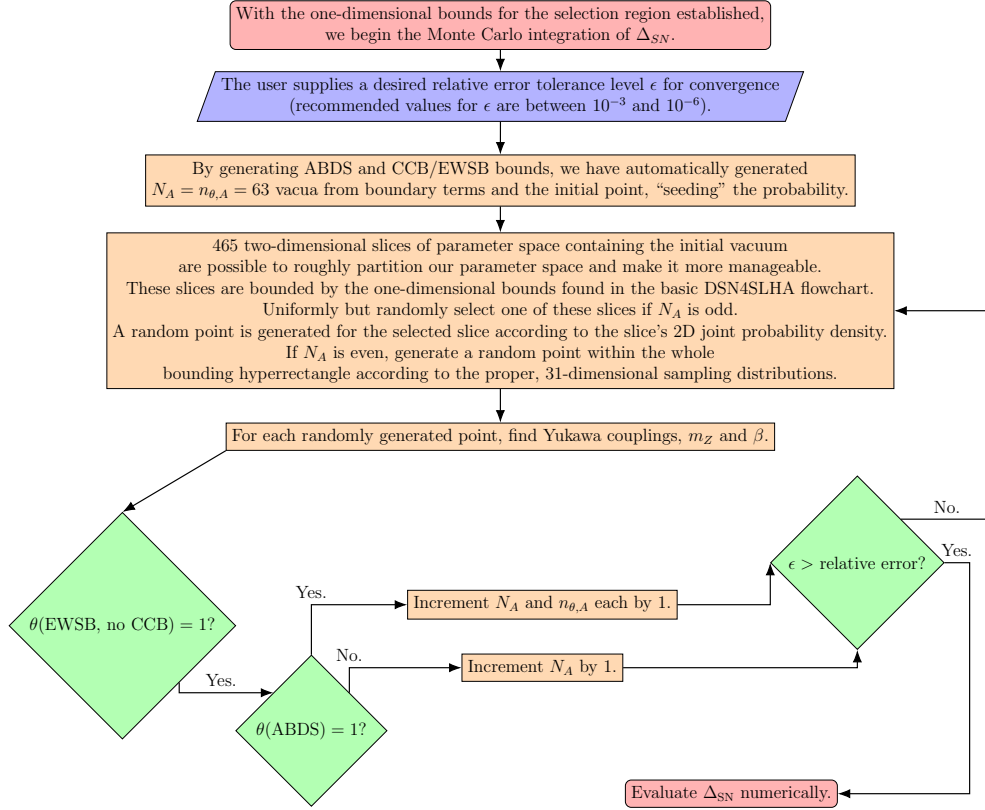 With the one-dimensional bounds for the selection region established,
we begin the Monte Carlo integration of Δ_{SN}.
The user supplies a desired relative error tolerance level ϵ for convergence
(recommended values for ϵ are between 10^{−3} and 10^{−6}).
By generating ABDS and CCB/EWSB bounds, we have automatically generated
N_A = n_{θ,A} = 63 vacua from boundary terms and the initial point, “seeding” the probability.
465 two-dimensional slices of parameter space containing the initial vacuum
are possible to roughly partition our parameter space and make it more manageable.
These slices are bounded by the one-dimensional bounds found in the basic DSN4SLHA flowchart.
Uniformly but randomly select one of these slices if N_A is odd.
A random point is generated for the selected slice according to the slice’s 2D joint probability density.
If N_A is even, generate a random point within the whole
bounding hyperrectangle according to the proper, 31-dimensional sampling distributions.
For each randomly generated point, find Yukawa couplings, m_Z and β.
θ(EWSB, no CCB) = 1?
Yes.
θ(ABDS) = 1?
Yes.
Increment N_A and n_{θ,A} each by 1.
No.
Increment N_A by 1.
ϵ > relative error?
No.
Yes.
Evaluate Δ_{SN} numerically.